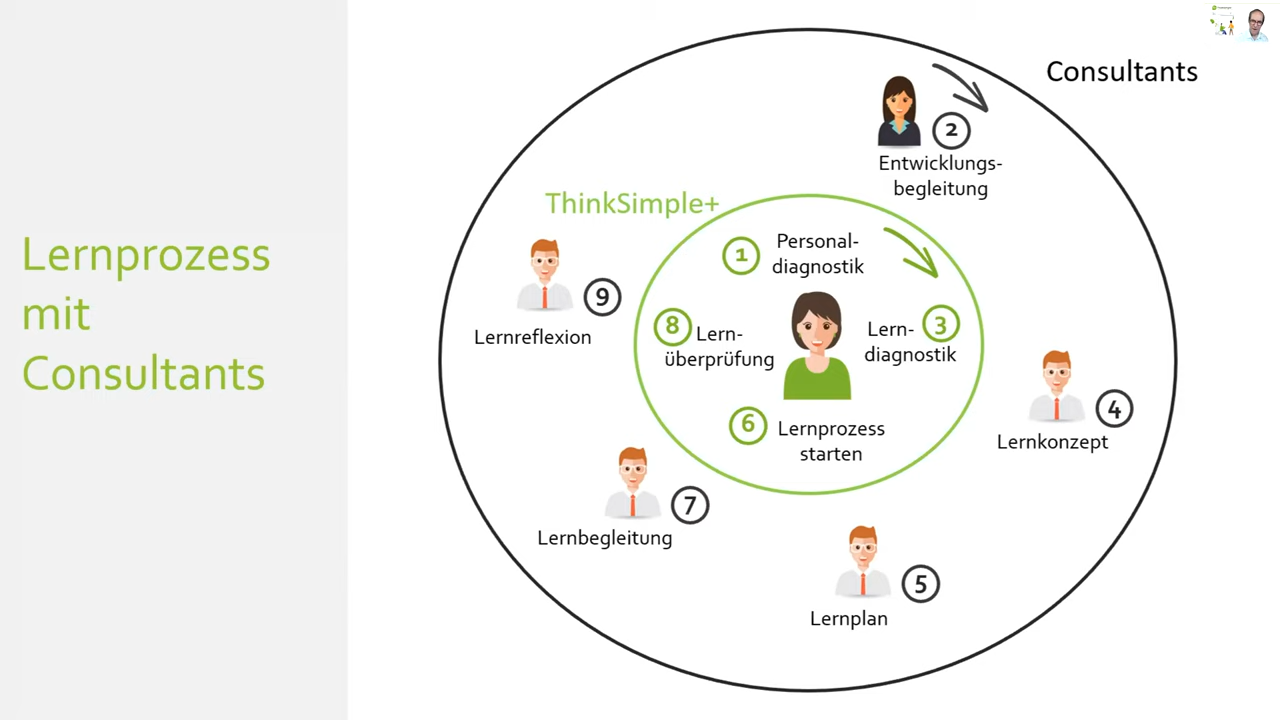 Lernprozess
mit
Consultants
Consultants
2
Entwicklungs-
begleitung
ThinkSimple+
1
Personal-
diagnostik
3
Lern-
diagnostik
4
Lernkonzept
5
Lernplan
6
Lernprozess
starten
7
Lernbegleitung
8
Lern-
überprüfung
9
Lernreflexion